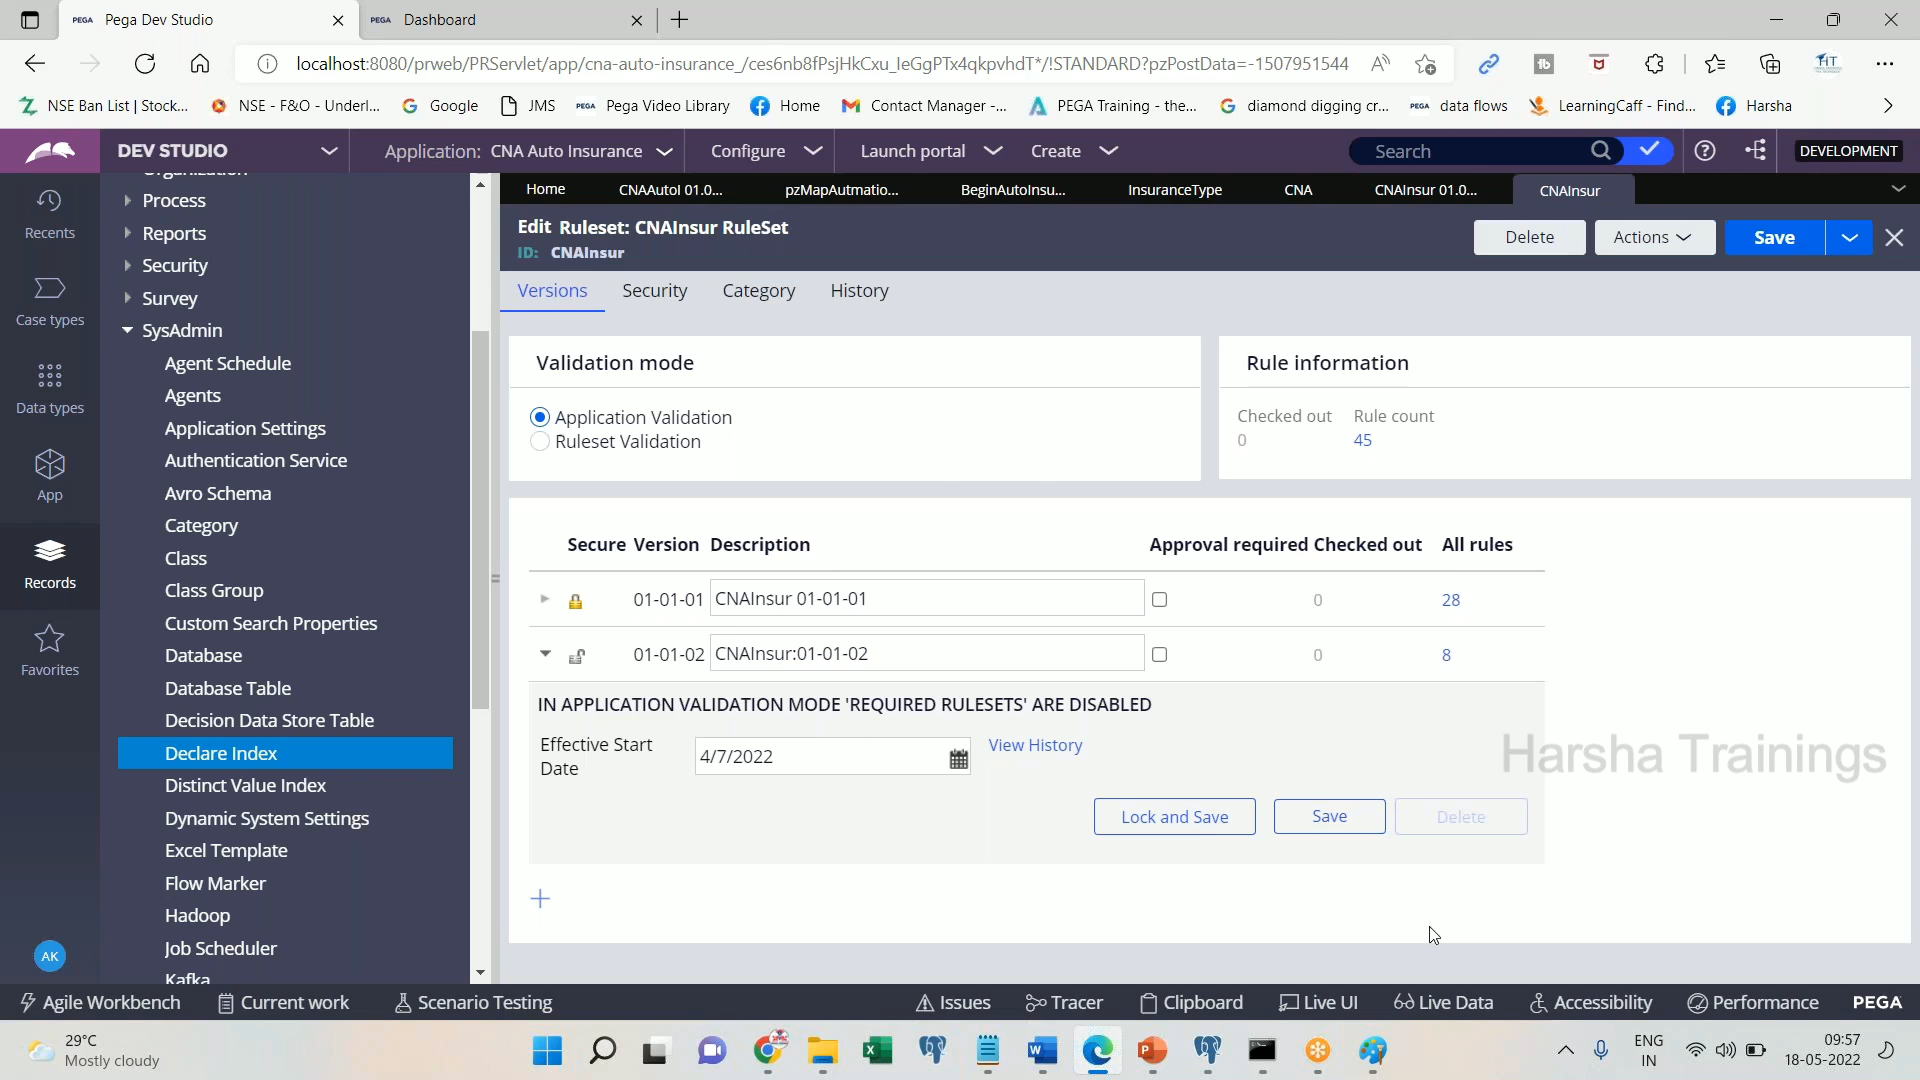 PEGA Pega Dev Studio
PEGA Dashboard
localhost:8080/prweb/PRServlet/app/cna-auto-insurance_/ces6nb8fPsjHkCxu_IeGgPTx4qkpvhdT*/!STANDARD?pzPostData=-1507951544
NSE Ban List | Stock...
NSE - F&O - Underl...
Google
JMS
PEGA Pega Video Library
Home
Contact Manager -...
PEGA Training - the...
diamond digging cr...
PEGA data flows
LearningCaff - Find...
Harsha
DEV STUDIO
Application: CNA Auto Insurance
Configure
Launch portal
Create
Search
DEVELOPMENT
Recents
Case types
Data types
App
Records
Favorites
AK
Organization
Process
Reports
Security
Survey
SysAdmin
Agent Schedule
Agents
Application Settings
Authentication Service
Avro Schema
Category
Class
Class Group
Custom Search Properties
Database
Database Table
Decision Data Store Table
Declare Index
Distinct Value Index
Dynamic System Settings
Excel Template
Flow Marker
Hadoop
Job Scheduler
Kafka
Home
CNAAutoI 01.0...
pzMapAutmatio...
BeginAutoInsu...
InsuranceType
CNA
CNAInsur 01.0...
CNAInsur
Edit Ruleset: CNAInsur RuleSet
ID: CNAInsur
Delete
Actions
Save
Versions
Security
Category
History
Validation mode
Application Validation
Ruleset Validation
Rule information
Checked out Rule count
0 45
Secure Version Description Approval required Checked out All rules
01-01-01 CNAInsur 01-01-01 0 28
01-01-02 CNAInsur:01-01-02 0 8
IN APPLICATION VALIDATION MODE 'REQUIRED RULESETS' ARE DISABLED
Effective Start
Date
4/7/2022
View History
Lock and Save
Save
Delete
Harsha Trainings
Agile Workbench
Current work
Scenario Testing
Issues
Tracer
Clipboard
Live UI
Live Data
Accessibility
Performance
PEGA
29°C
Mostly cloudy
ENG
IN
09:57
18-05-2022